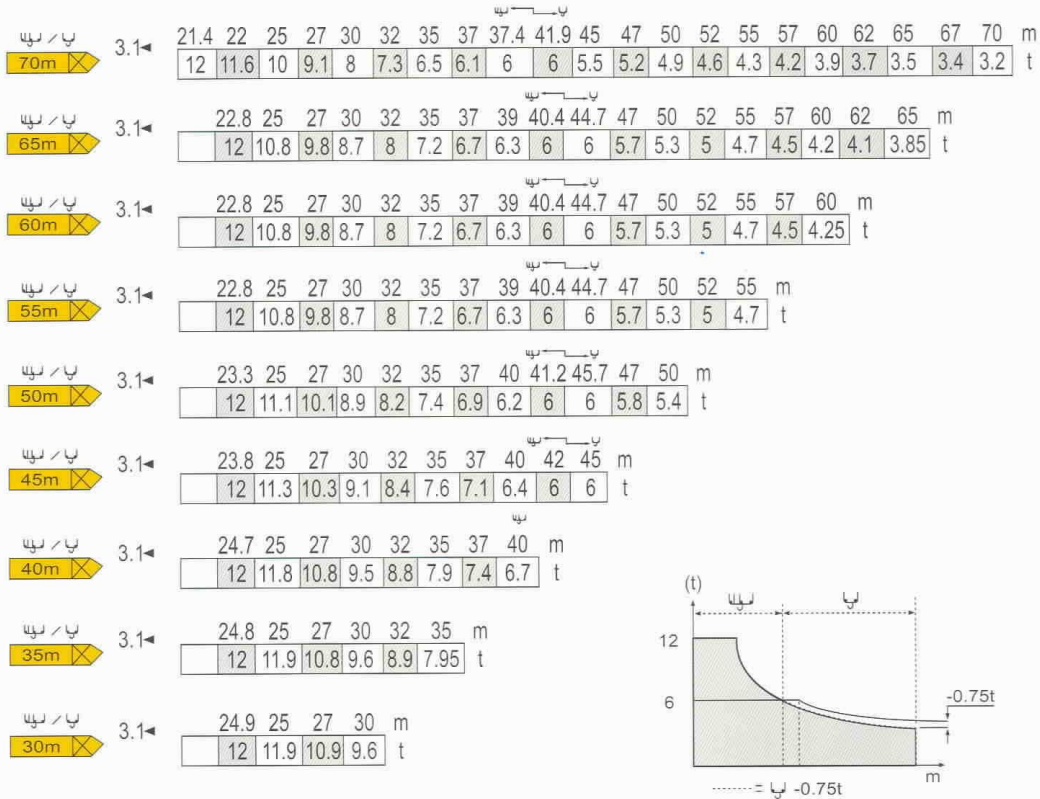 21.4 22 25 27 30 32 35 37 37.4 41.9 45 47 50 52 55 57 60 62 65 67 70 m
70m 3.1◄ 12 11.6 10 9.1 8 7.3 6.5 6.1 6 6 5.5 5.2 4.9 4.6 4.3 4.2 3.9 3.7 3.5 3.4 3.2 t
22.8 25 27 30 32 35 37 39 40.4 44.7 47 50 52 55 57 60 62 65 m
65m 3.1◄ 12 10.8 9.8 8.7 8 7.2 6.7 6.3 6 6 5.7 5.3 5 4.7 4.5 4.2 4.1 3.85 t
22.8 25 27 30 32 35 37 39 40.4 44.7 47 50 52 55 57 60 m
60m 3.1◄ 12 10.8 9.8 8.7 8 7.2 6.7 6.3 6 6 5.7 5.3 5 4.7 4.5 4.25 t
22.8 25 27 30 32 35 37 39 40.4 44.7 47 50 52 55 m
55m 3.1◄ 12 10.8 9.8 8.7 8 7.2 6.7 6.3 6 6 5.7 5.3 5 4.7 t
23.3 25 27 30 32 35 37 40 41.2 45.7 47 50 m
50m 3.1◄ 12 11.1 10.1 8.9 8.2 7.4 6.9 6.2 6 6 5.8 5.4 t
23.8 25 27 30 32 35 37 40 42 45 m
45m 3.1◄ 12 11.3 10.3 9.1 8.4 7.6 7.1 6.4 6 6 t
24.7 25 27 30 32 35 37 40 m
40m 3.1◄ 12 11.8 10.8 9.5 8.8 7.9 7.4 6.7 t
24.8 25 27 30 32 35 m
35m 3.1◄ 12 11.9 10.8 9.6 8.9 7.95 t
24.9 25 27 30 m
30m 3.1◄ 12 11.9 10.9 9.6 t
(t)
12
6
-0.75t
m
= -0.75t